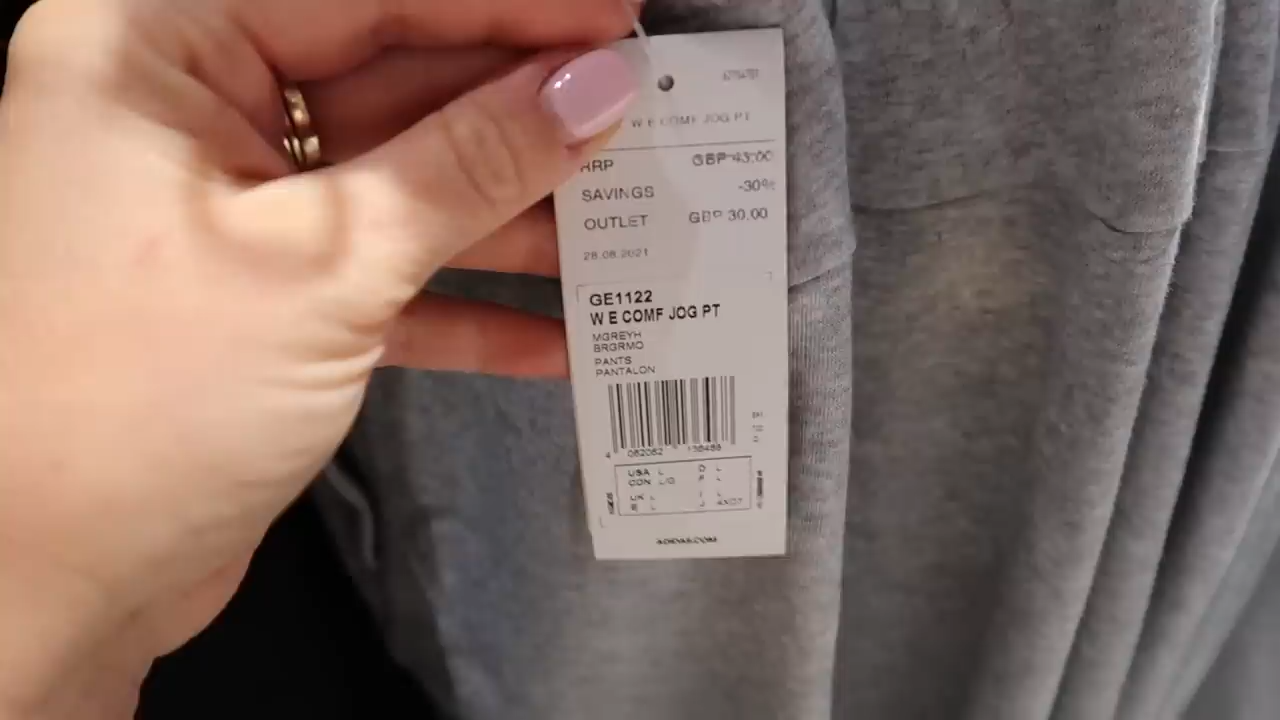 W E COMF JOG PT
RRP GBP 43.00
SAVINGS -30%
OUTLET GBP 30.00
28.08.2021
GE1122
W E COMF JOG PT
MGREYH
BRGRMO
PANTS
PANTALON
USA L D L
CON L/G F L
UK L I L
E L J
ADIDAS.COM